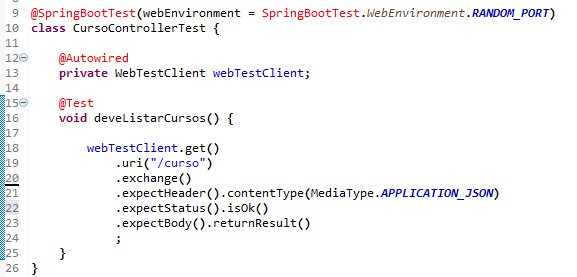 9 @SpringBootTest(webEnvironment = SpringBootTest.WebEnvironment.RANDOM_PORT)
10 class CursoControllerTest {
11
12 @Autowired
13 private WebTestClient webTestClient;
14
15 @Test
16 void deveListarCursos() {
17
18 webTestClient.get()
19 .uri("/curso")
20 .exchange()
21 .expectHeader().contentType(MediaType.APPLICATION_JSON)
22 .expectStatus().isOk()
23 .expectBody().returnResult()
24 ;
25 }
26 }